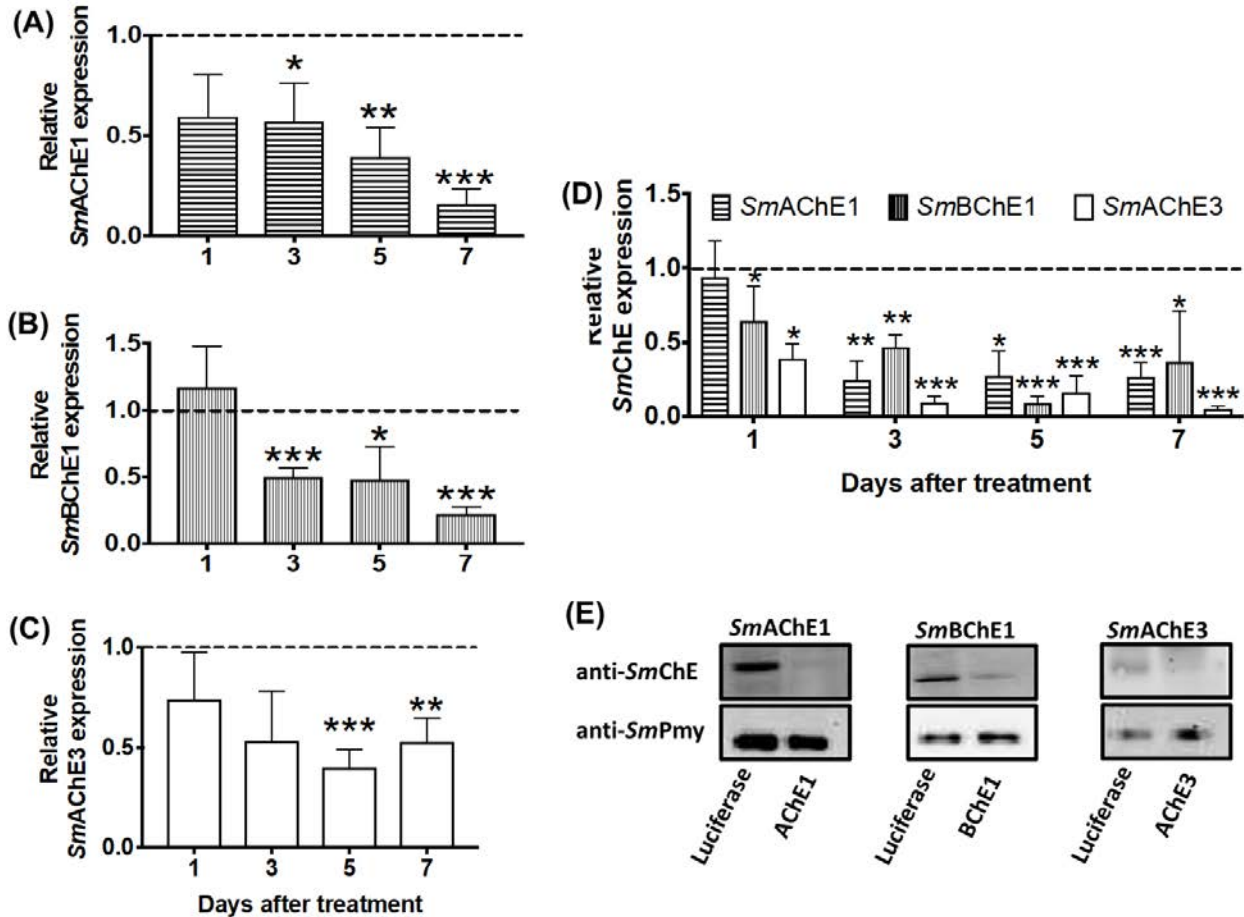 (A)
Relative
SmAChE1 expression
1.0
0.5
0.0
*
**
***
1 3 5 7
(B)
Relative
SmBChE1 expression
1.5
1.0
0.5
0.0
***
*
***
1 3 5 7
(C)
Relative
SmAChE3 expression
1.0
0.5
0.0
***
**
1 3 5 7
Days after treatment
(D)
Relative
SmChE expression
1.5
1.0
0.5
0.0
SmAChE1 SmBChE1 SmAChE3
*
*
**
**
***
*
***
***
***
*
***
1 3 5 7
Days after treatment
(E)
SmAChE1 SmBChE1 SmAChE3
anti-SmChE
anti-SmPmy
Luciferase AChE1 Luciferase BChE1 Luciferase AChE3